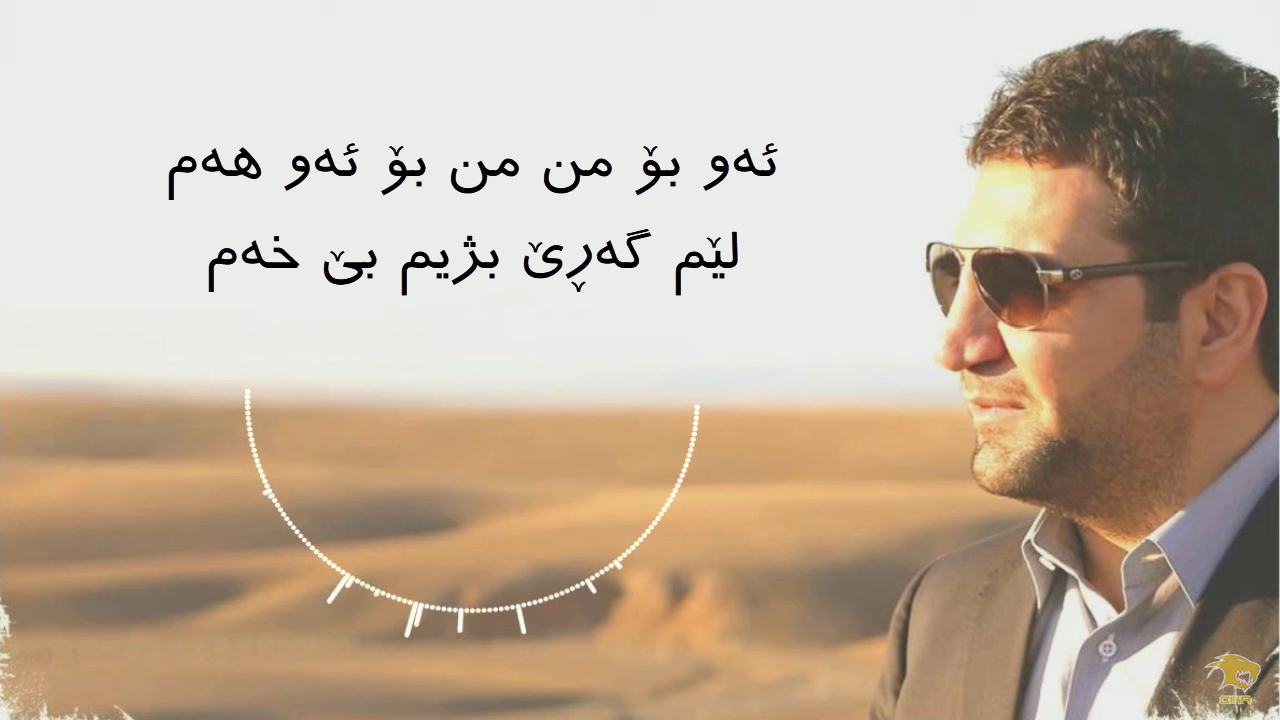 ئەو بۆ من من بۆ ئەو هەم
لێم گەڕێ بژیم بێ خەم